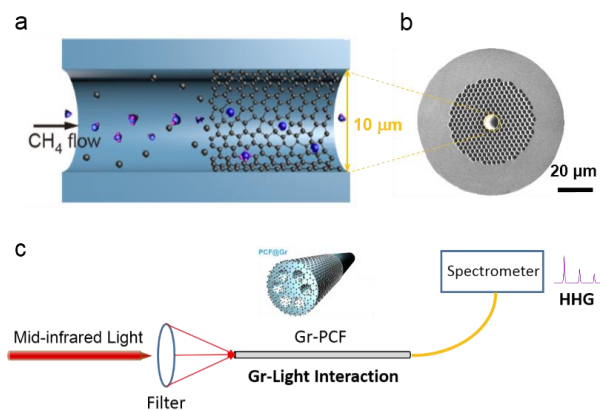 a
b
CH₄ flow
10 μm
20 μm
c
PCF@Gr
Spectrometer
HHG
Mid-infrared Light
Gr-PCF
Gr-Light Interaction
Filter